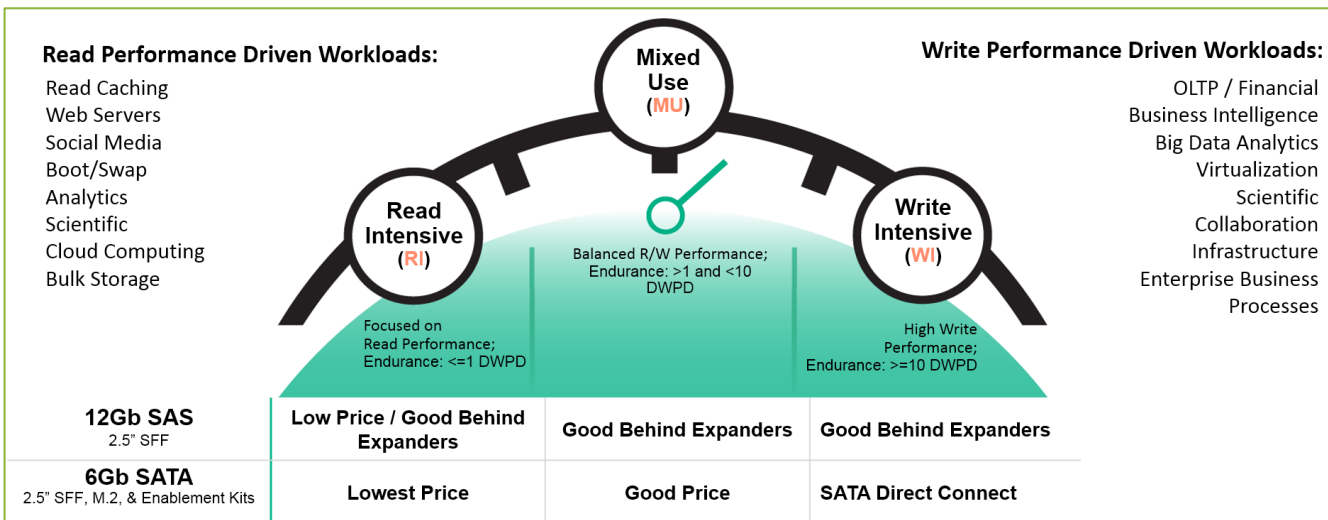 Read Performance Driven Workloads:
Read Caching
Web Servers
Social Media
Boot/Swap
Analytics
Scientific
Cloud Computing
Bulk Storage
Mixed
Use
(MU)
Write Performance Driven Workloads:
OLTP / Financial
Business Intelligence
Big Data Analytics
Virtualization
Scientific
Collaboration
Infrastructure
Enterprise Business
Processes
Read
Intensive
(RI)
Write
Intensive
(WI)
Focused on
Read Performance;
Endurance: <=1 DWPD
Balanced R/W Performance;
Endurance: >1 and <10
DWPD
High Write
Performance;
Endurance: >=10 DWPD
12Gb SAS
2.5” SFF
Low Price / Good Behind
Expanders
Good Behind Expanders
Good Behind Expanders
6Gb SATA
2.5” SFF, M.2, & Enablement Kits
Lowest Price
Good Price
SATA Direct Connect